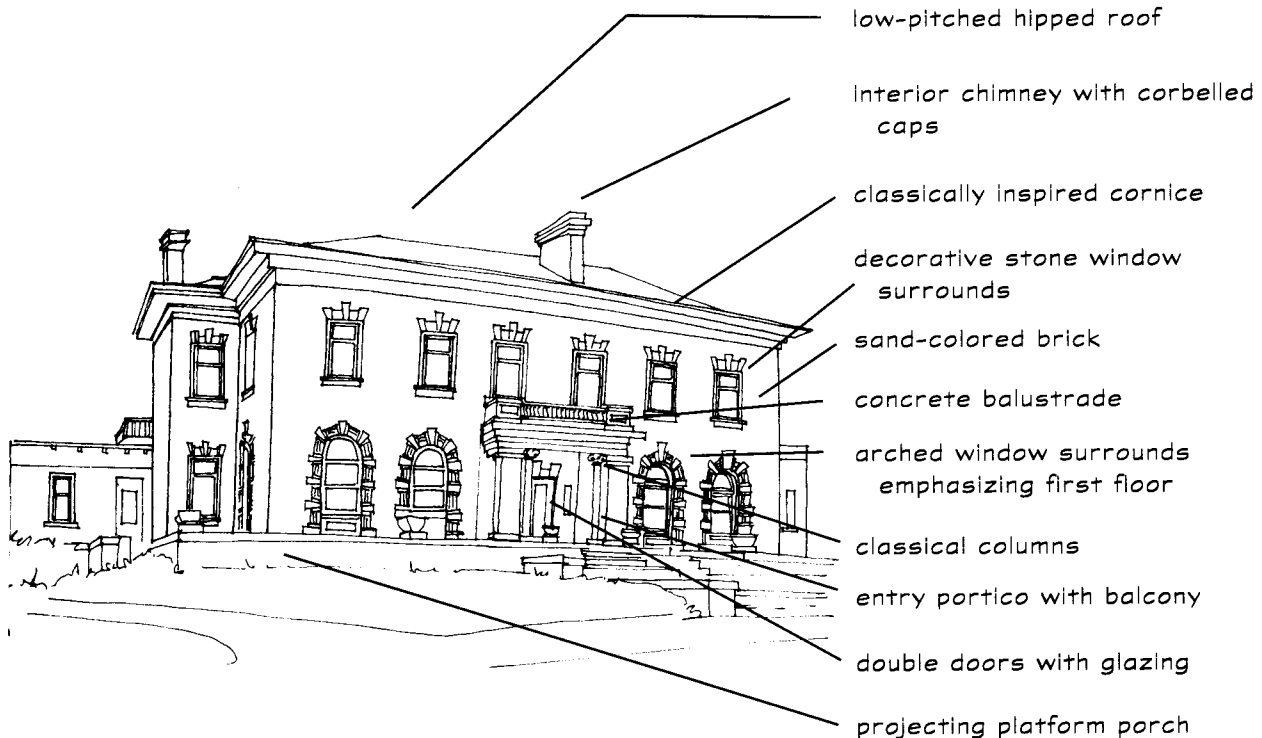 low-pitched hipped roof
interior chimney with corbelled
caps
classically inspired cornice
decorative stone window
surrounds
sand-colored brick
concrete balustrade
arched window surrounds
emphasizing first floor
classical columns
entry portico with balcony
double doors with glazing
projecting platform porch